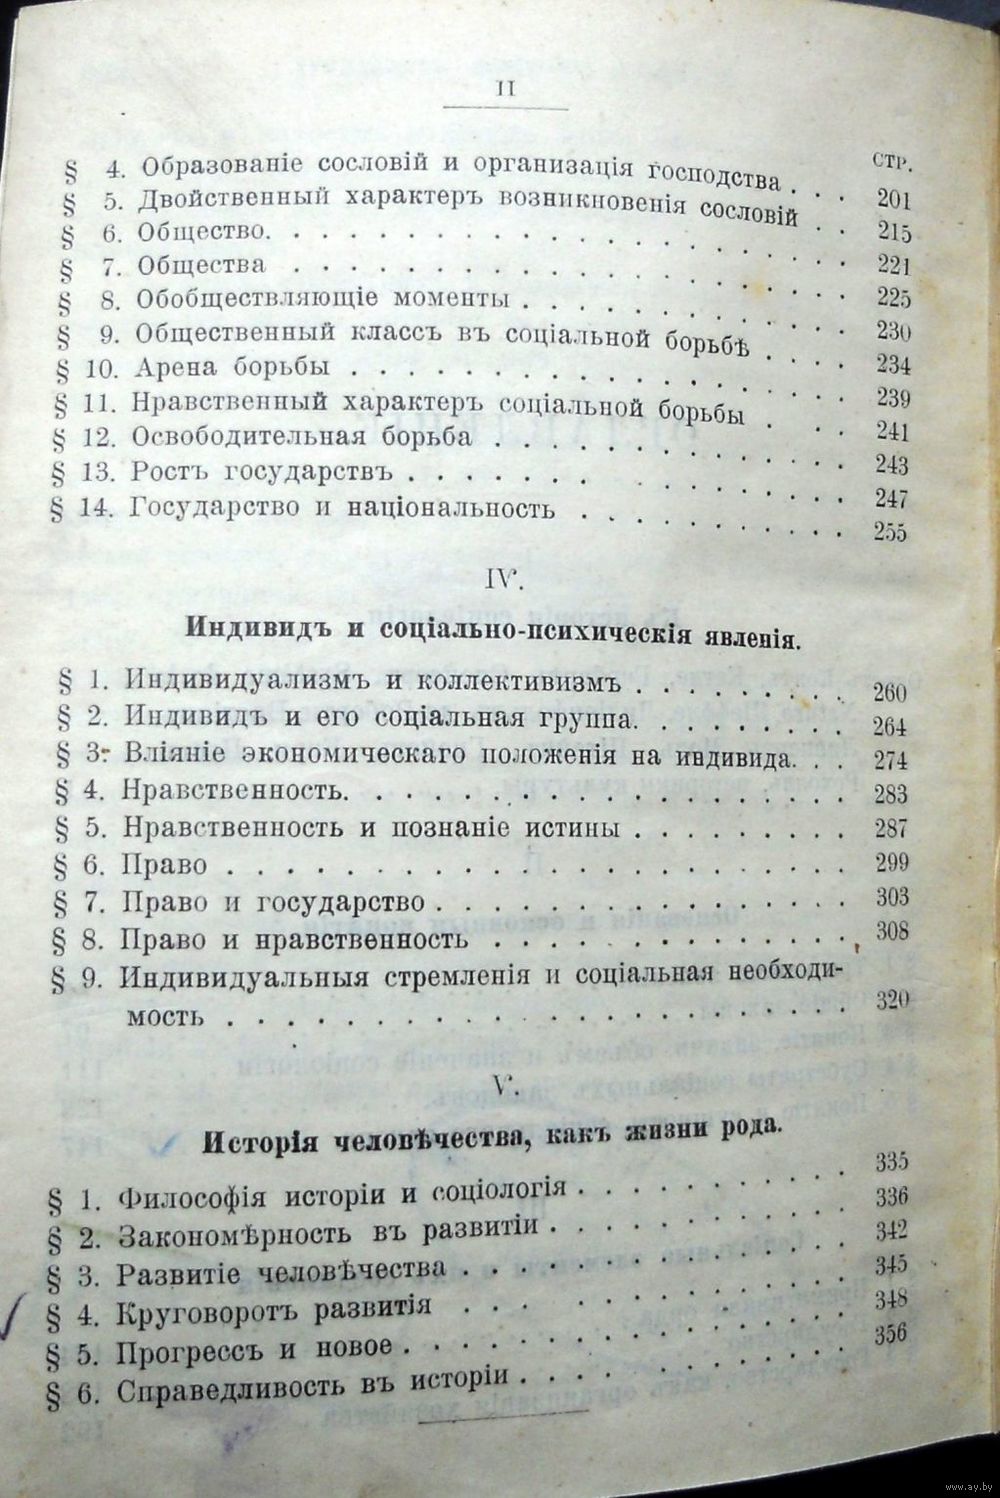 II
СТР.
§ 4. Образованіе сословій и организація господства . . . 201
§ 5. Двойственный характеръ возникновенія сословій . . 215
§ 6. Общество. . . . . . . . . . . . . . . . . . 221
§ 7. Общества . . . . . . . . . . . . . . . . . . 225
§ 8. Обобществляющіе моменты . . . . . . . . . . . . 230
§ 9. Общественный классъ въ соціальной борьбѣ . . . . 234
§ 10. Арена борьбы . . . . . . . . . . . . . . . . 239
§ 11. Нравственный характеръ соціальной борьбы . . . . 241
§ 12. Освободительная борьба . . . . . . . . . . . . 243
§ 13. Ростъ государствъ . . . . . . . . . . . . . . 247
§ 14. Государство и національность . . . . . . . . . . 255
IV.
Индивидъ и соціально-психическія явленія.
§ 1. Индивидуализмъ и коллективизмъ . . . . . . . . 260
§ 2. Индивидъ и его соціальная группа. . . . . . . . 264
§ 3. Вліяніе экономическаго положенія на индивида. . . 274
§ 4. Нравственность. . . . . . . . . . . . . . . . . 283
§ 5. Нравственность и познаніе истины . . . . . . . . 287
§ 6. Право . . . . . . . . . . . . . . . . . . . . . 299
§ 7. Право и государство . . . . . . . . . . . . . . 303
§ 8. Право и нравственность . . . . . . . . . . . . 308
§ 9. Индивидуальныя стремленія и соціальная необходи-
мость . . . . . . . . . . . . . . . . . . . . . 320
V.
Исторія человѣчества, какъ жизни рода.
§ 1. Философія исторіи и соціологія . . . . . . . . . 335
§ 2. Закономѣрность въ развитіи . . . . . . . . . . 336
§ 3. Развитіе человѣчества . . . . . . . . . . . . . 342
§ 4. Круговоротъ развитія . . . . . . . . . . . . . 345
§ 5. Прогрессъ и новое . . . . . . . . . . . . . . . 348
§ 6. Справедливость въ исторіи . . . . . . . . . . . 356
www.ay.by